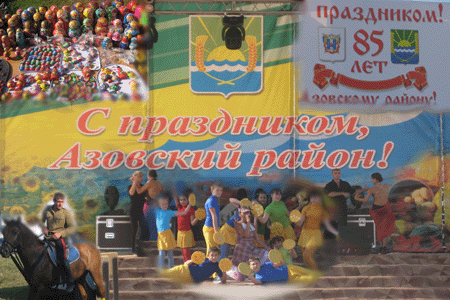 праздником!
85
ЛЕТ
Азовскому району!
С праздником,
Азовский район!